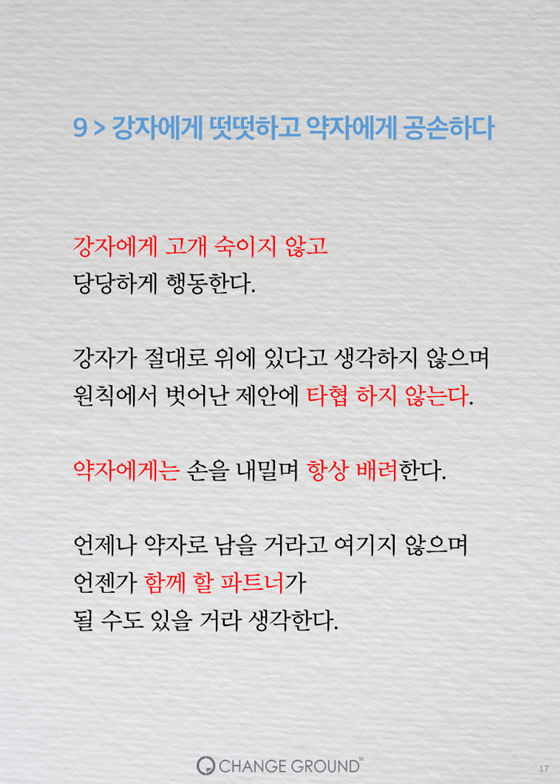 9 > 강자에게 떳떳하고 약자에게 공손하다
강자에게 고개 숙이지 않고
당당하게 행동한다.
강자가 절대로 위에 있다고 생각하지 않으며
원칙에서 벗어난 제안에 타협 하지 않는다.
약자에게는 손을 내밀며 항상 배려한다.
언제나 약자로 남을 거라고 여기지 않으며
언젠가 함께 할 파트너가
될 수도 있을 거라 생각한다.
CHANGE GROUND
17